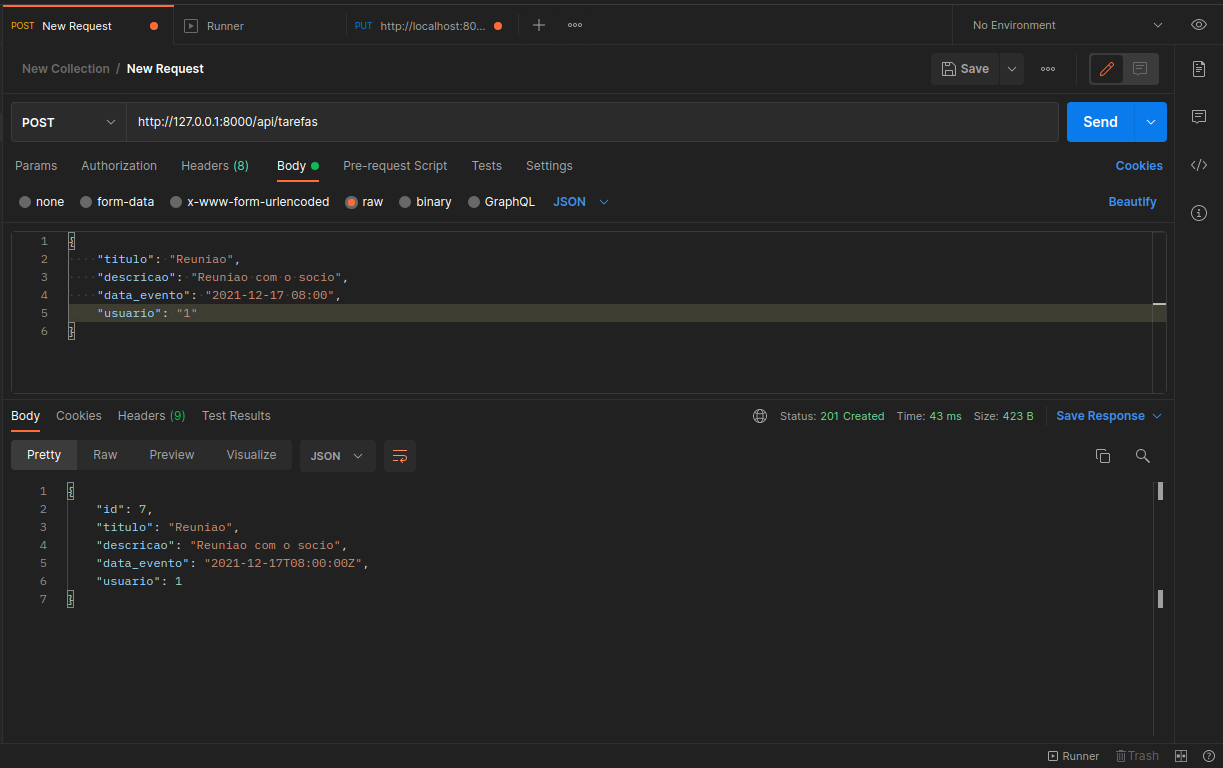 POST New Request Runner PUT http://localhost:80... No Environment
New Collection / New Request Save
POST http://127.0.0.1:8000/api/tarefas Send
Params Authorization Headers (8) Body Pre-request Script Tests Settings Cookies
none form-data x-www-form-urlencoded raw binary GraphQL JSON Beautify
1 {
2 "titulo": "Reuniao",
3 "descricao": "Reuniao com o socio",
4 "data_evento": "2021-12-17 08:00",
5 "usuario": "1"
6 }
Body Cookies Headers (9) Test Results Status: 201 Created Time: 43 ms Size: 423 B Save Response
Pretty Raw Preview Visualize JSON
1 {
2 "id": 7,
3 "titulo": "Reuniao",
4 "descricao": "Reuniao com o socio",
5 "data_evento": "2021-12-17T08:00:00Z",
6 "usuario": 1
7 }
Runner Trash